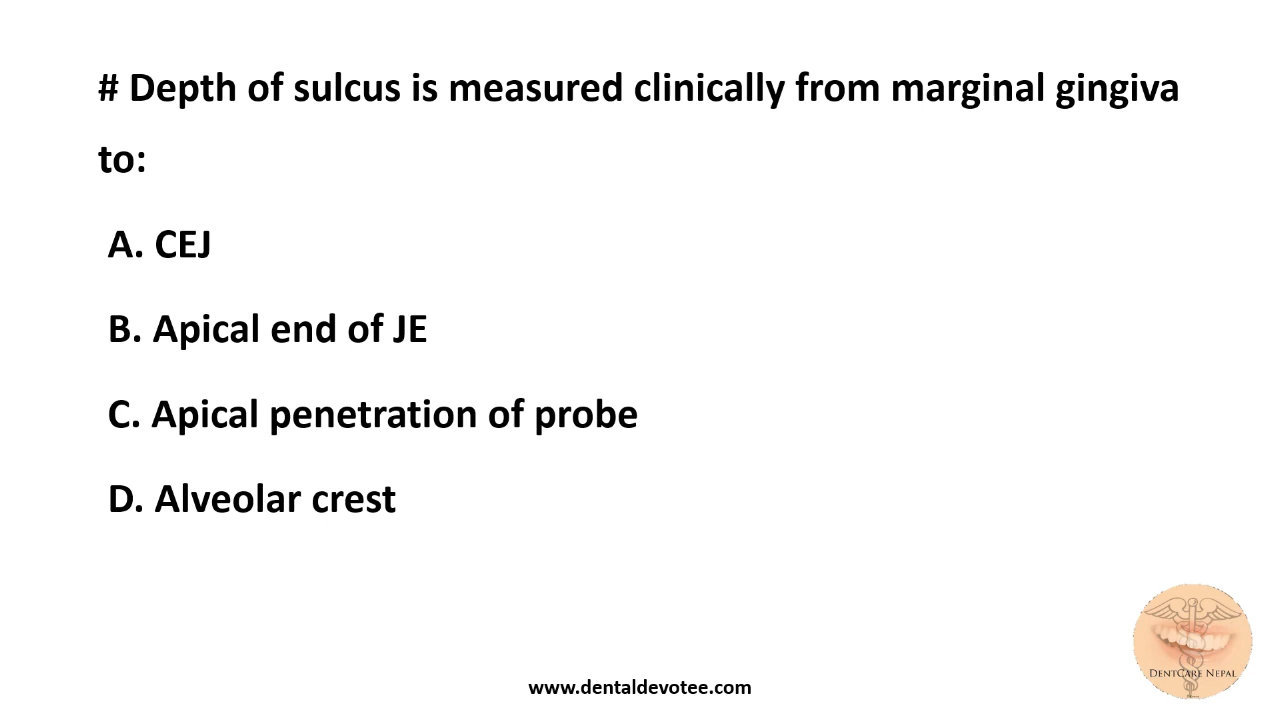 # Depth of sulcus is measured clinically from marginal gingiva
to:
A. CEJ
B. Apical end of JE
C. Apical penetration of probe
D. Alveolar crest
DENTCARE NEPAL
www.dentaldevotee.com